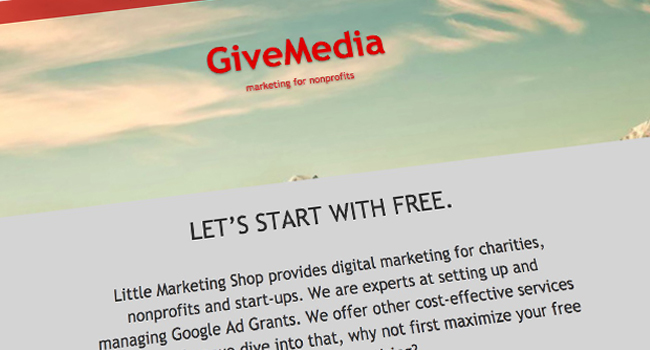 GiveMedia
marketing for nonprofits
LET’S START WITH FREE.
Little Marketing Shop provides digital marketing for charities,
nonprofits and start-ups. We are experts at setting up and
managing Google Ad Grants. We offer other cost-effective services
we dive into that, why not first maximize your free